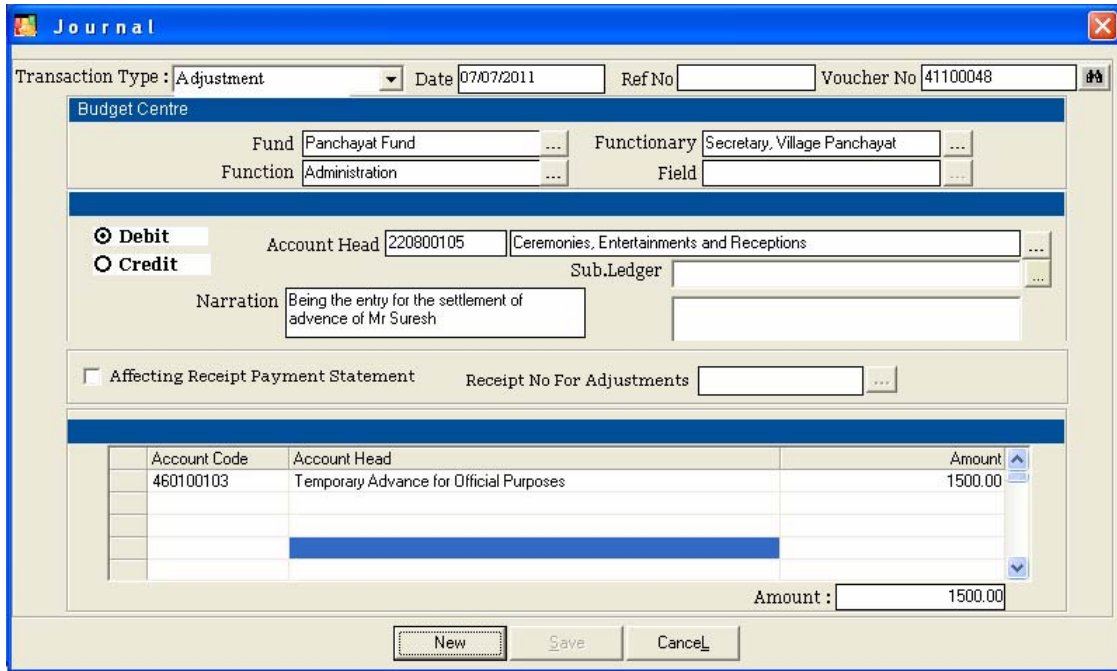 Journal
Transaction Type : Adjustment Date 07/07/2011 Ref No Voucher No 41100048
Budget Centre
Fund Panchayat Fund ... Functionary Secretary, Village Panchayat ...
Function Administration ... Field ...
Debit
Account Head 220800105 Ceremonies, Entertainments and Receptions ...
Credit
Sub.Ledger ...
Narration Being the entry for the settlement of
advence of Mr Suresh
Affecting Receipt Payment Statement Receipt No For Adjustments ...
Account Code Account Head Amount
460100103 Temporary Advance for Official Purposes 1500.00
Amount : 1500.00
New Save CanceL